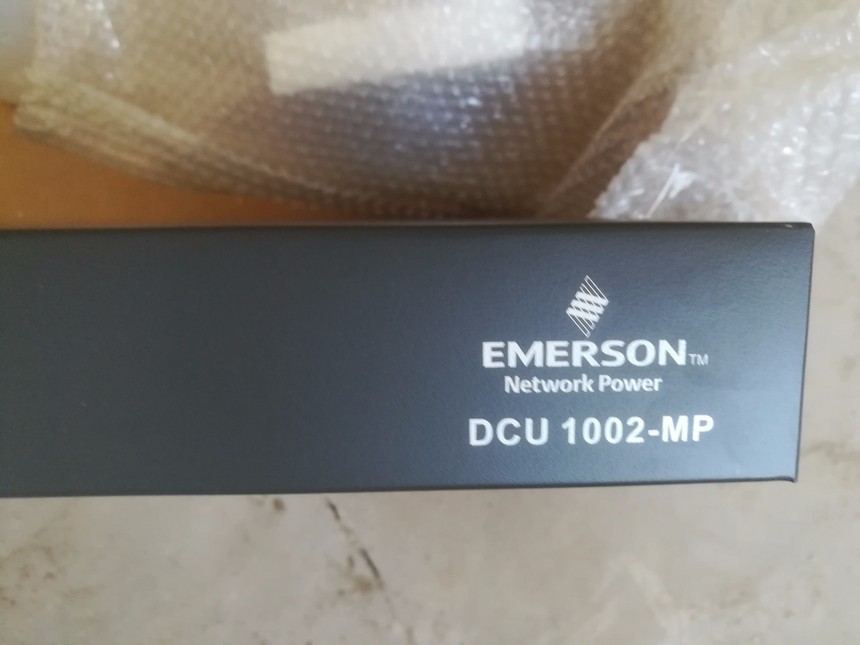 EMERSON™
Network Power
DCU 1002-MP